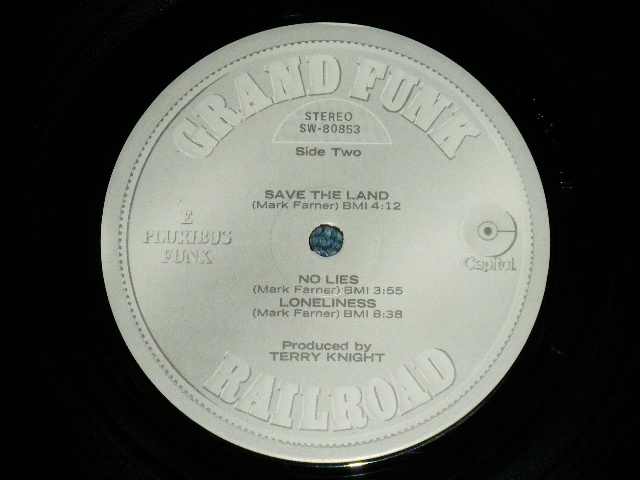 GRAND FUNK
STEREO
SW-80853
Side Two
SAVE THE LAND
(Mark Farner) BMI 4:12
E
PLURIBUS
FUNK
Capitol
NO LIES
(Mark Farner) BMI 3:55
LONELINESS
(Mark Farner) BMI 8:38
Produced by
TERRY KNIGHT
RAILROAD